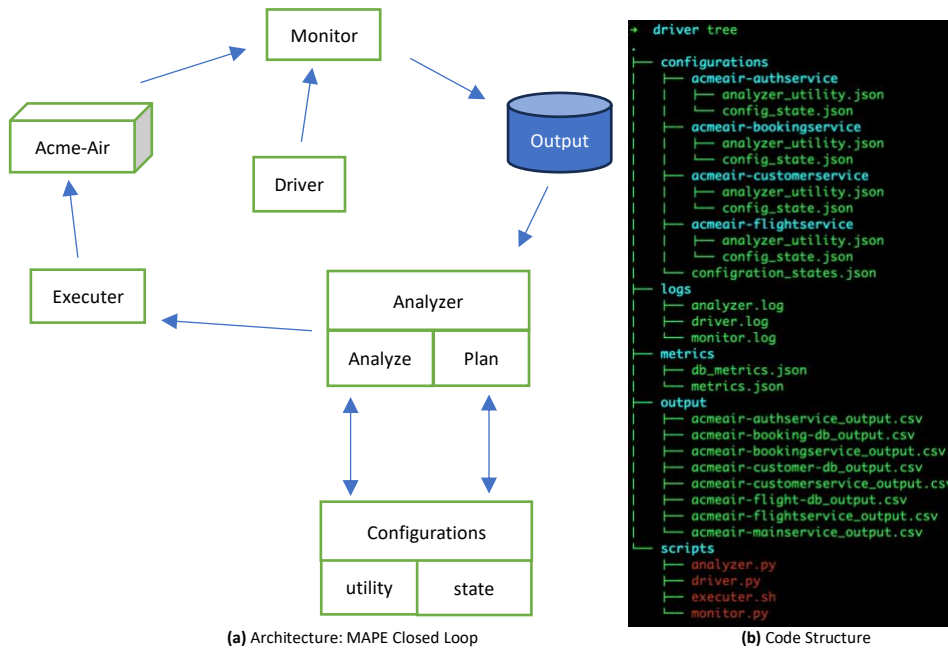 Monitor
Acme-Air
Driver
Output
Executer
Analyzer
Analyze
Plan
Configurations
utility
state
(a) Architecture: MAPE Closed Loop
→ driver tree
.
├── configurations
│   ├── acmeair-authservice
│   │   ├── analyzer_utility.json
│   │   └── config_state.json
│   ├── acmeair-bookingservice
│   │   ├── analyzer_utility.json
│   │   └── config_state.json
│   ├── acmeair-customerservice
│   │   ├── analyzer_utility.json
│   │   └── config_state.json
│   ├── acmeair-flightservice
│   │   ├── analyzer_utility.json
│   │   └── config_state.json
│   └── configration_states.json
├── logs
│   ├── analyzer.log
│   ├── driver.log
│   └── monitor.log
├── metrics
│   ├── db_metrics.json
│   └── metrics.json
├── output
│   ├── acmeair-authservice_output.csv
│   ├── acmeair-booking-db_output.csv
│   ├── acmeair-bookingservice_output.csv
│   ├── acmeair-customer-db_output.csv
│   ├── acmeair-customerservice_output.csv
│   ├── acmeair-flight-db_output.csv
│   ├── acmeair-flightservice_output.csv
│   └── acmeair-mainservice_output.csv
└── scripts
    ├── analyzer.py
    ├── driver.py
    ├── executer.sh
    └── monitor.py
(b) Code Structure